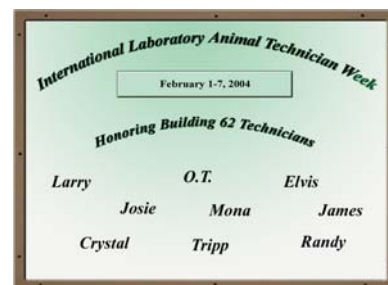 International Laboratory Animal Technician Week
February 1-7, 2004
Honoring Building 62 Technicians
Larry O.T. Elvis
Josie Mona James
Crystal Tripp Randy